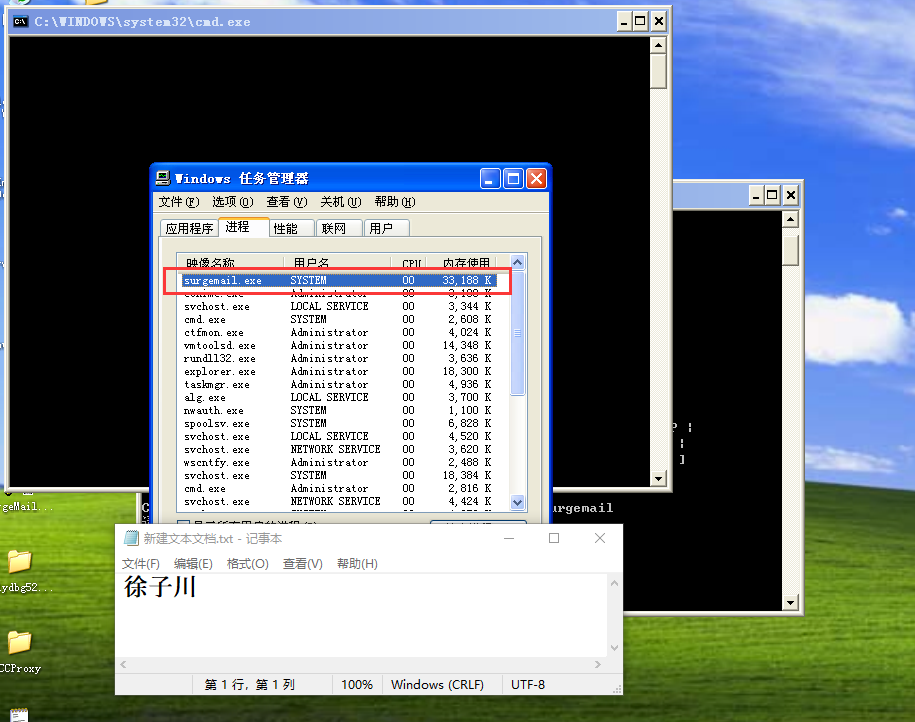 C:\WINDOWS\system32\cmd.exe
Windows 任务管理器
文件(F) 选项(O) 查看(V) 关机(U) 帮助(H)
应用程序 进程 性能 联网 用户
映像名称 用户名 CPU 内存使用
surgemail.exe SYSTEM 00 33,188 K
conime.exe Administrator 00 3,188 K
svchost.exe LOCAL SERVICE 00 3,344 K
cmd.exe SYSTEM 00 2,608 K
ctfmon.exe Administrator 00 4,024 K
vmtoolsd.exe Administrator 00 14,348 K
rundll32.exe Administrator 00 3,636 K
explorer.exe Administrator 00 18,300 K
taskmgr.exe Administrator 00 4,936 K
alg.exe LOCAL SERVICE 00 3,700 K
nwauth.exe SYSTEM 00 1,100 K
spoolsv.exe SYSTEM 00 6,828 K
svchost.exe LOCAL SERVICE 00 4,520 K
svchost.exe NETWORK SERVICE 00 3,620 K
wscntfy.exe Administrator 00 2,488 K
svchost.exe SYSTEM 00 18,384 K
cmd.exe Administrator 00 2,816 K
svchost.exe NETWORK SERVICE 00 4,424 K
urgemail
rgeMail...
新建文本文档.txt - 记事本
文件(F) 编辑(E) 格式(O) 查看(V) 帮助(H)
徐子川
lydbg52...
CCProxy
第 1 行，第 1 列 100% Windows (CRLF) UTF-8